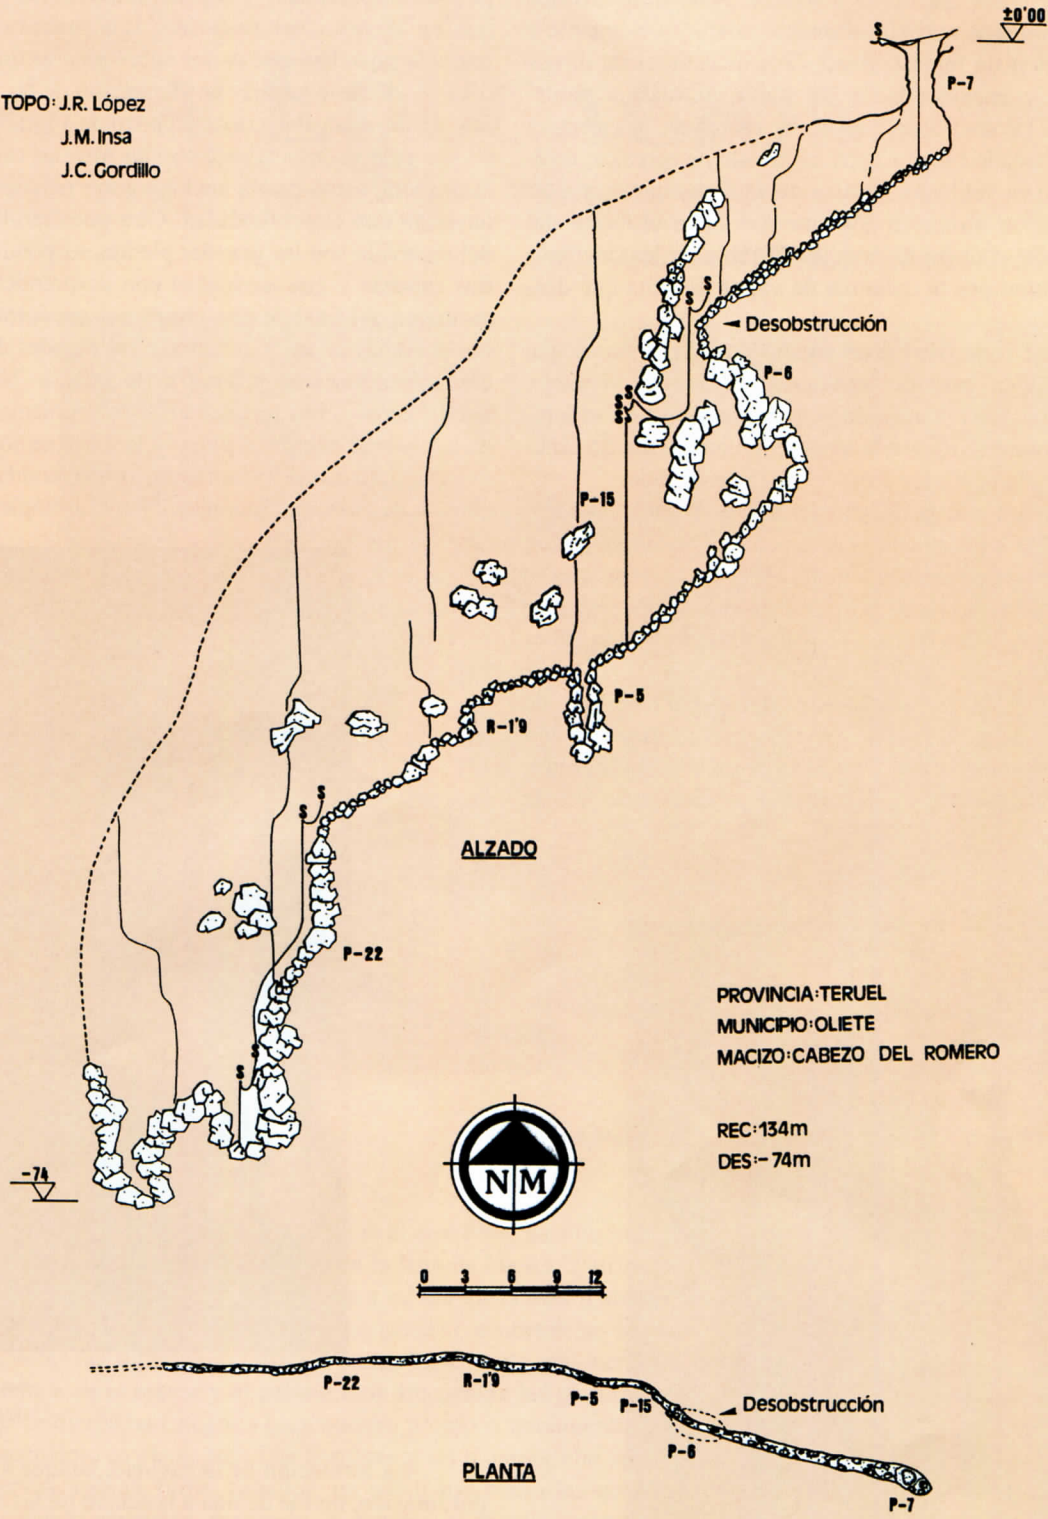 ±0'00
S
P-7
TOPO: J.R. López
J.M. Insa
J.C. Gordillo
S
S
Desobstrucción
P-6
S
S
S
P-15
P-5
R-1'9
S
S
ALZADO
P-22
PROVINCIA: TERUEL
MUNICIPIO: OLIETE
MACIZO: CABEZO DEL ROMERO
S
S
REC: 134m
DES: -74m
-74
N M
0 3 6 9 12
P-22
R-1'9
P-5
P-15
Desobstrucción
P-6
PLANTA
P-7